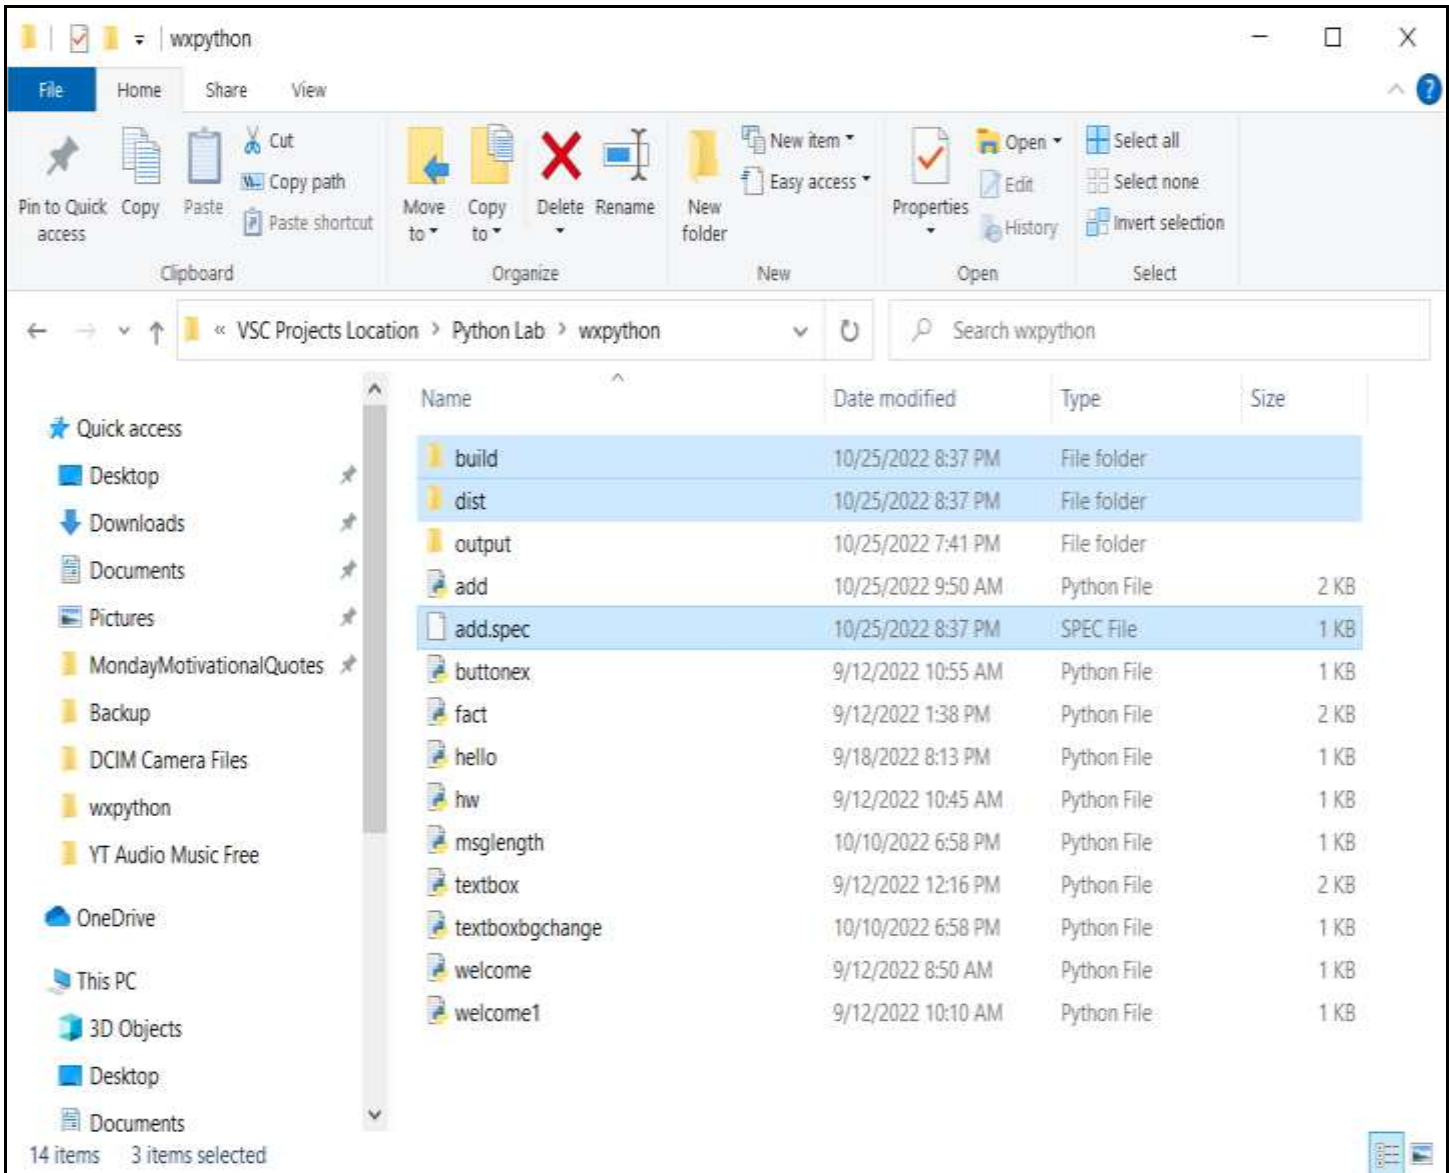 wxpython
File Home Share View
Pin to Quick access
Copy
Paste
Cut
Copy path
Paste shortcut
Clipboard
Move to
Copy to
Delete
Rename
Organize
New folder
New item
Easy access
New
Properties
Open
Edit
History
Open
Select all
Select none
Invert selection
Select
« VSC Projects Location > Python Lab > wxpython
Search wxpython
Quick access
Desktop
Downloads
Documents
Pictures
MondayMotivationalQuotes
Backup
DCIM Camera Files
wxpython
YT Audio Music Free
OneDrive
This PC
3D Objects
Desktop
Documents
Name Date modified Type Size
build 10/25/2022 8:37 PM File folder
dist 10/25/2022 8:37 PM File folder
output 10/25/2022 7:41 PM File folder
add 10/25/2022 9:50 AM Python File 2 KB
add.spec 10/25/2022 8:37 PM SPEC File 1 KB
buttonex 9/12/2022 10:55 AM Python File 1 KB
fact 9/12/2022 1:38 PM Python File 2 KB
hello 9/18/2022 8:13 PM Python File 1 KB
hw 9/12/2022 10:45 AM Python File 1 KB
msglength 10/10/2022 6:58 PM Python File 1 KB
textbox 9/12/2022 12:16 PM Python File 2 KB
textboxbgchange 10/10/2022 6:58 PM Python File 1 KB
welcome 9/12/2022 8:50 AM Python File 1 KB
welcome1 9/12/2022 10:10 AM Python File 1 KB
14 items 3 items selected